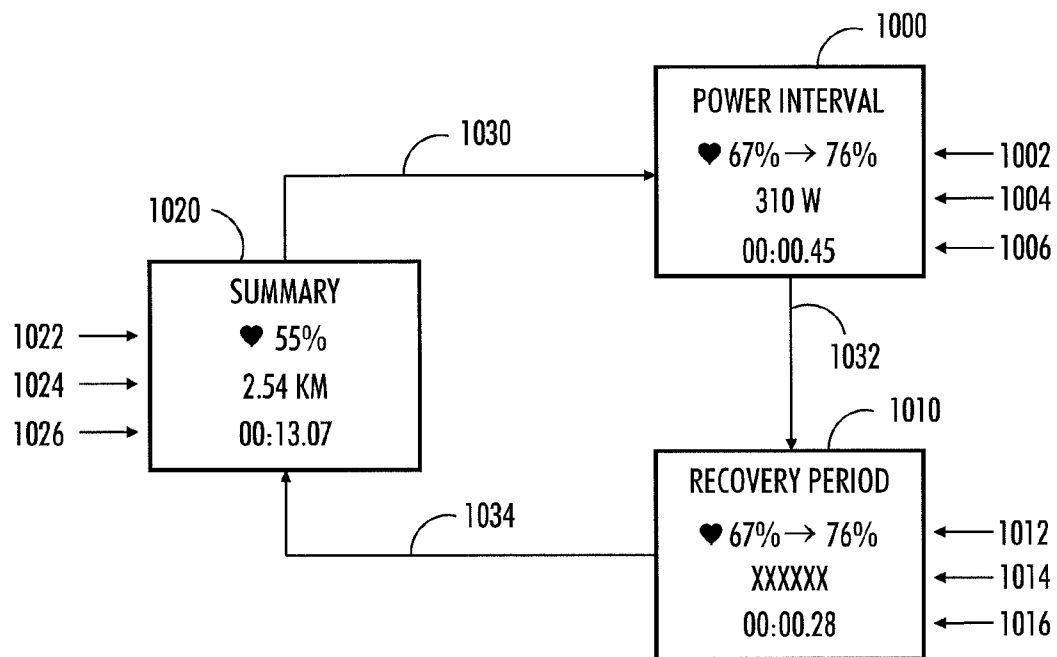 1000
POWER INTERVAL
♥ 67% → 76%
1002
310 W
1004
00:00.45
1006
1030
1020
SUMMARY
♥ 55%
1022
2.54 KM
1024
00:13.07
1026
1032
1010
RECOVERY PERIOD
♥ 67% → 76%
1012
XXXXXX
1014
00:00.28
1016
1034